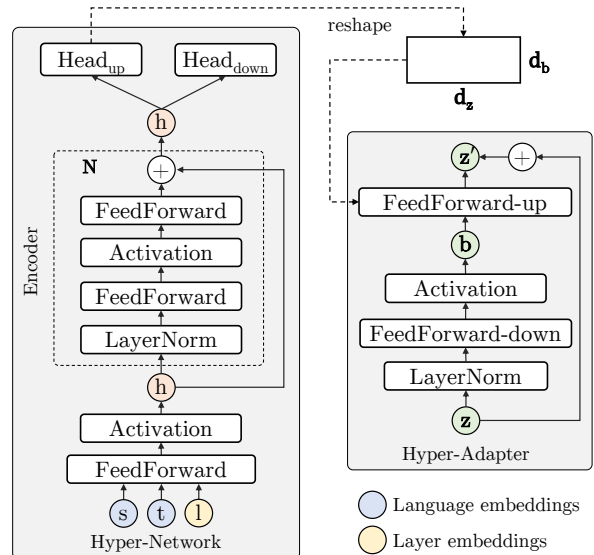 reshape
Head_up
Head_down
d_b
d_z
h
N
+
FeedForward
Activation
FeedForward
LayerNorm
Encoder
h
Activation
FeedForward
s t l
Hyper-Network
z′ +
FeedForward-up
b
Activation
FeedForward-down
LayerNorm
z
Hyper-Adapter
Language embeddings
Layer embeddings